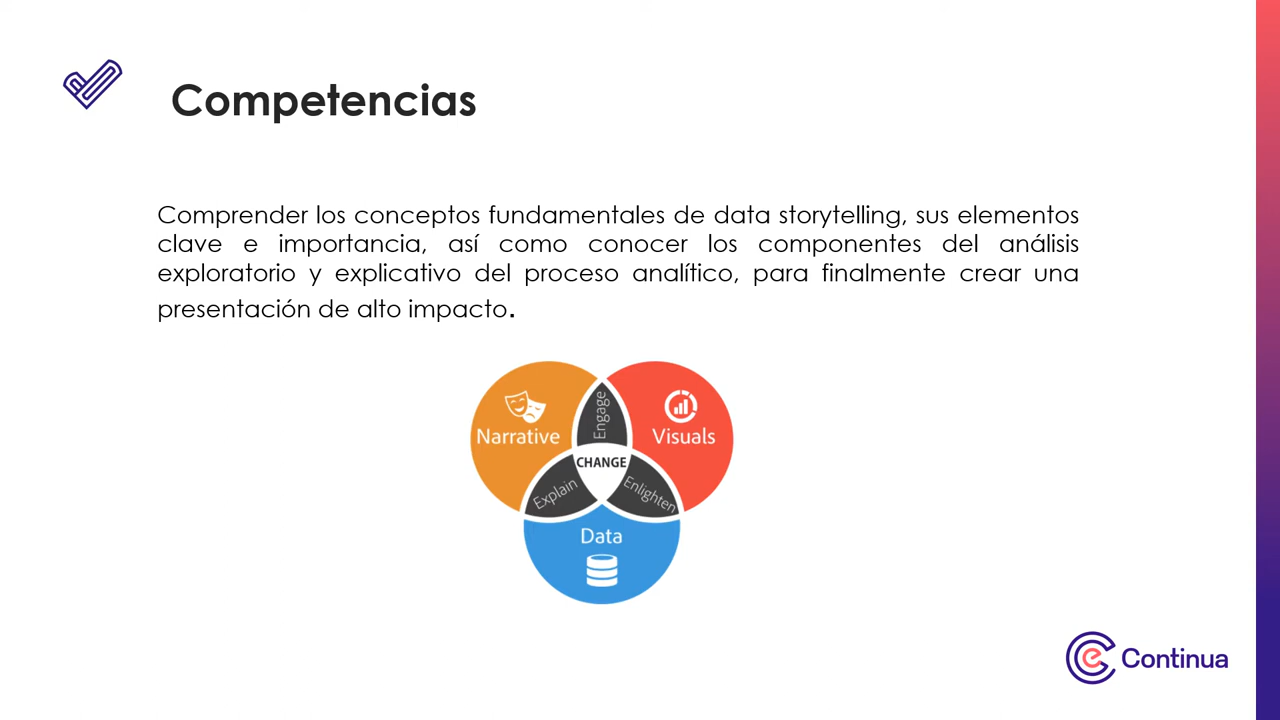 Competencias
Comprender los conceptos fundamentales de data storytelling, sus elementos
clave e importancia, así como conocer los componentes del análisis
exploratorio y explicativo del proceso analítico, para finalmente crear una
presentación de alto impacto.
Engage
Narrative
Visuals
CHANGE
Explain
Enlighten
Data
e Continua